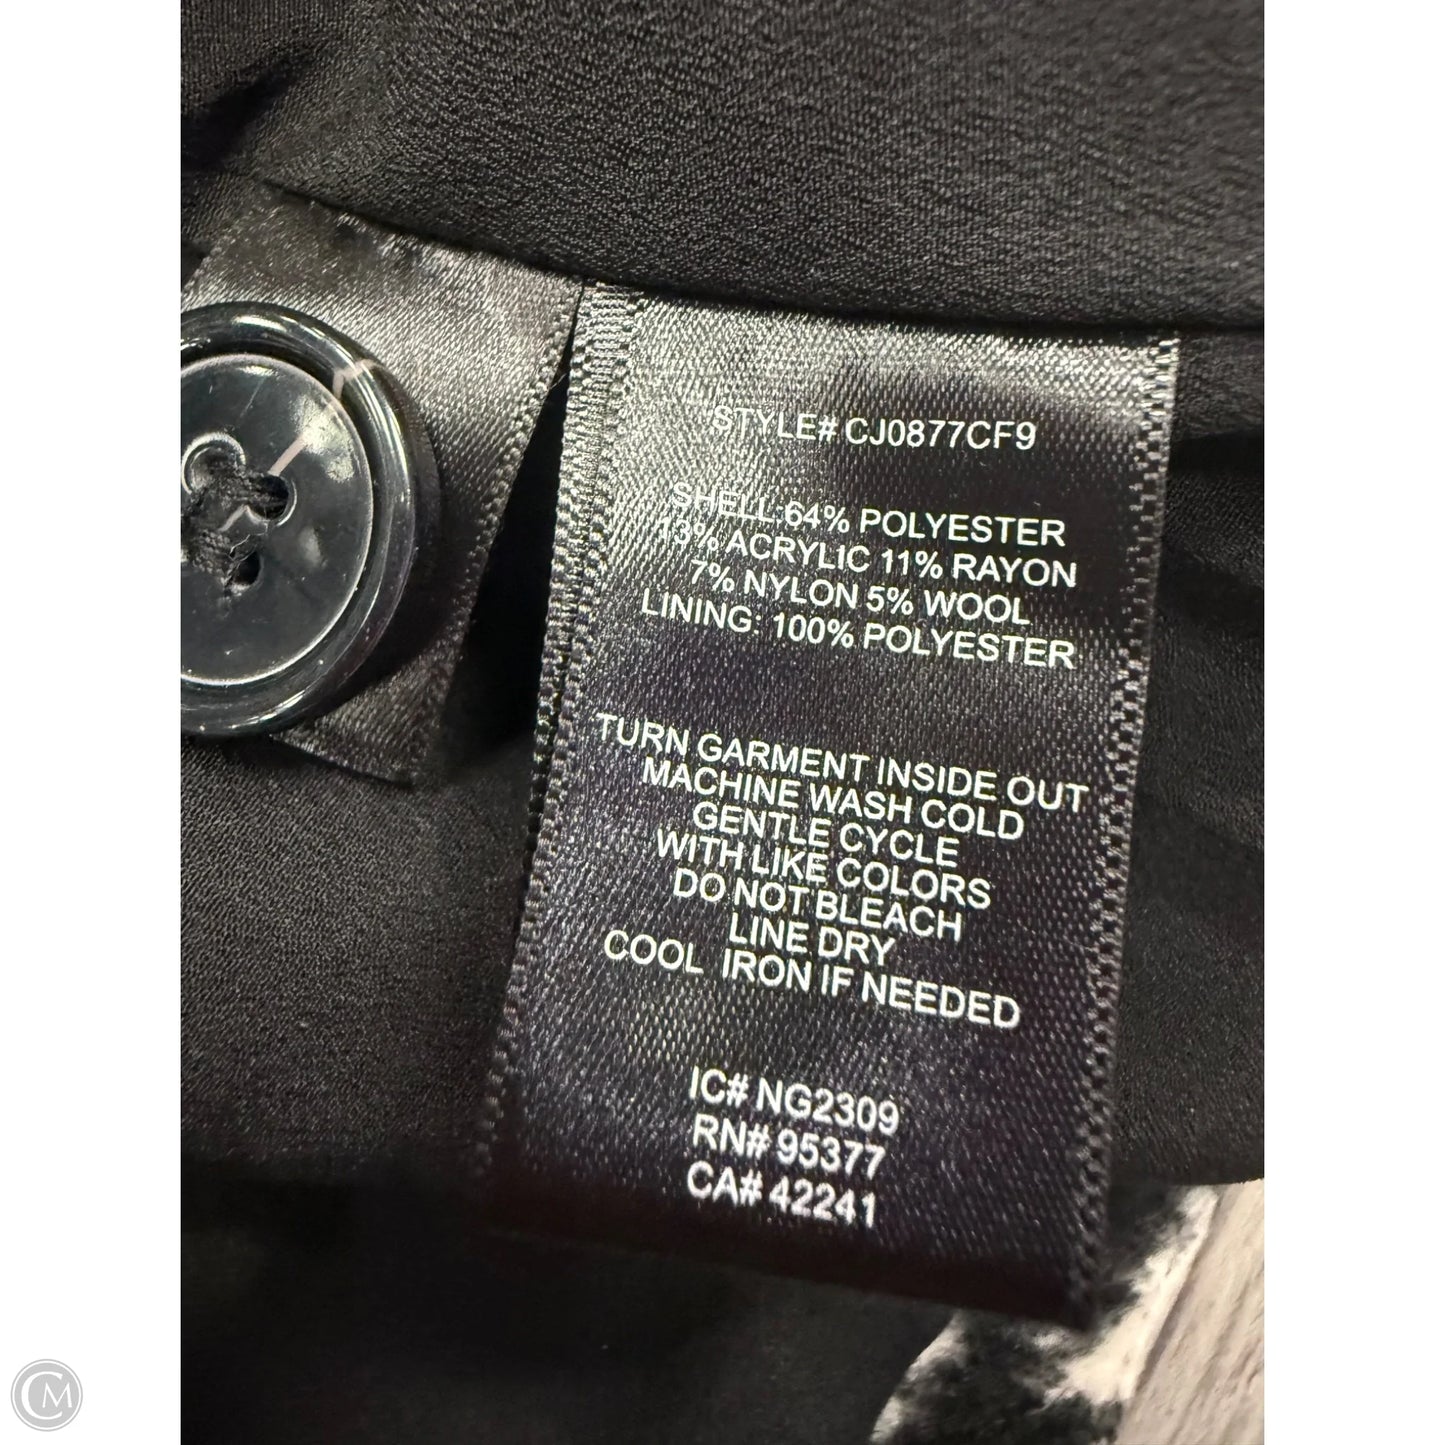 STYLE# CJ0877CF9
SHELL:64% POLYESTER
13% ACRYLIC 11% RAYON
7% NYLON 5% WOOL
LINING: 100% POLYESTER
TURN GARMENT INSIDE OUT
MACHINE WASH COLD
GENTLE CYCLE
WITH LIKE COLORS
DO NOT BLEACH
LINE DRY
COOL IRON IF NEEDED
IC# NG2309
RN# 95377
CA# 42241
CM